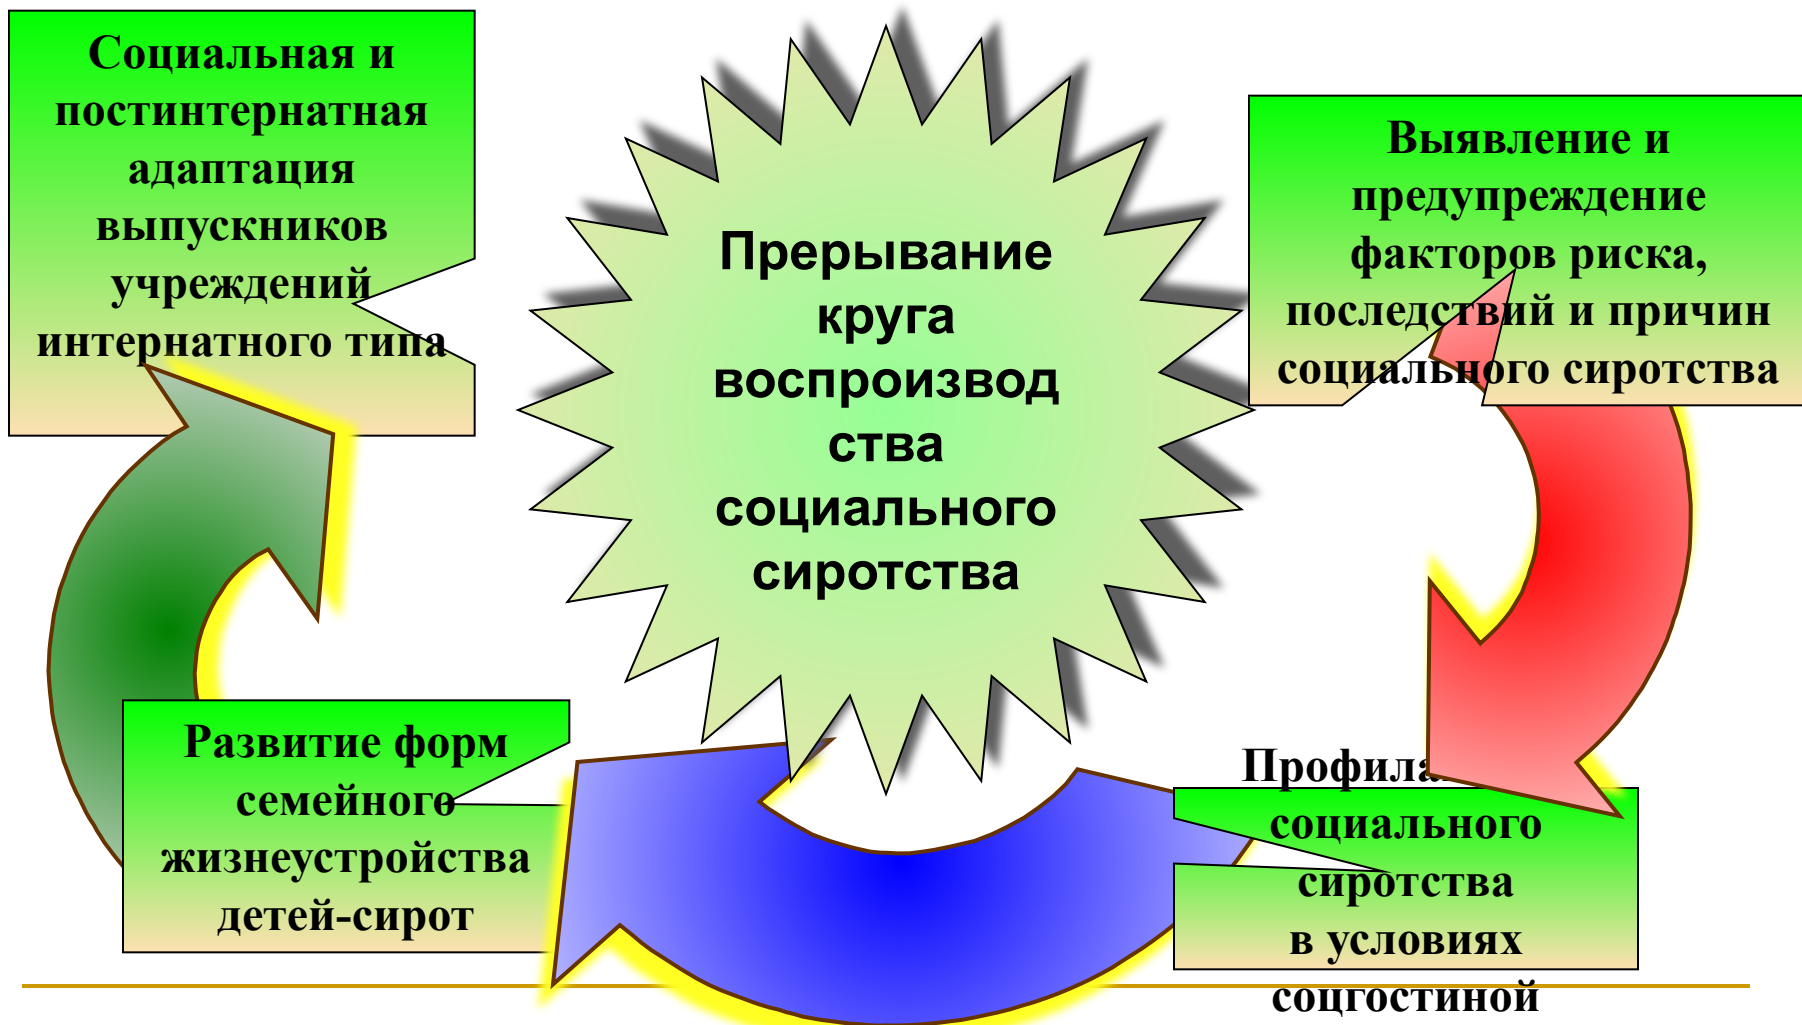 Социальная и
постинтернатная
адаптация
выпускников
учреждений
интернатного типа
Прерывание
круга
воспроизвод
ства
социального
сиротства
Выявление и
предупреждение
факторов риска,
последствий и причин
социального сиротства
Развитие форм
семейного
жизнеустройства
детей-сирот
социального
сиротства
в условиях
соцгостиной